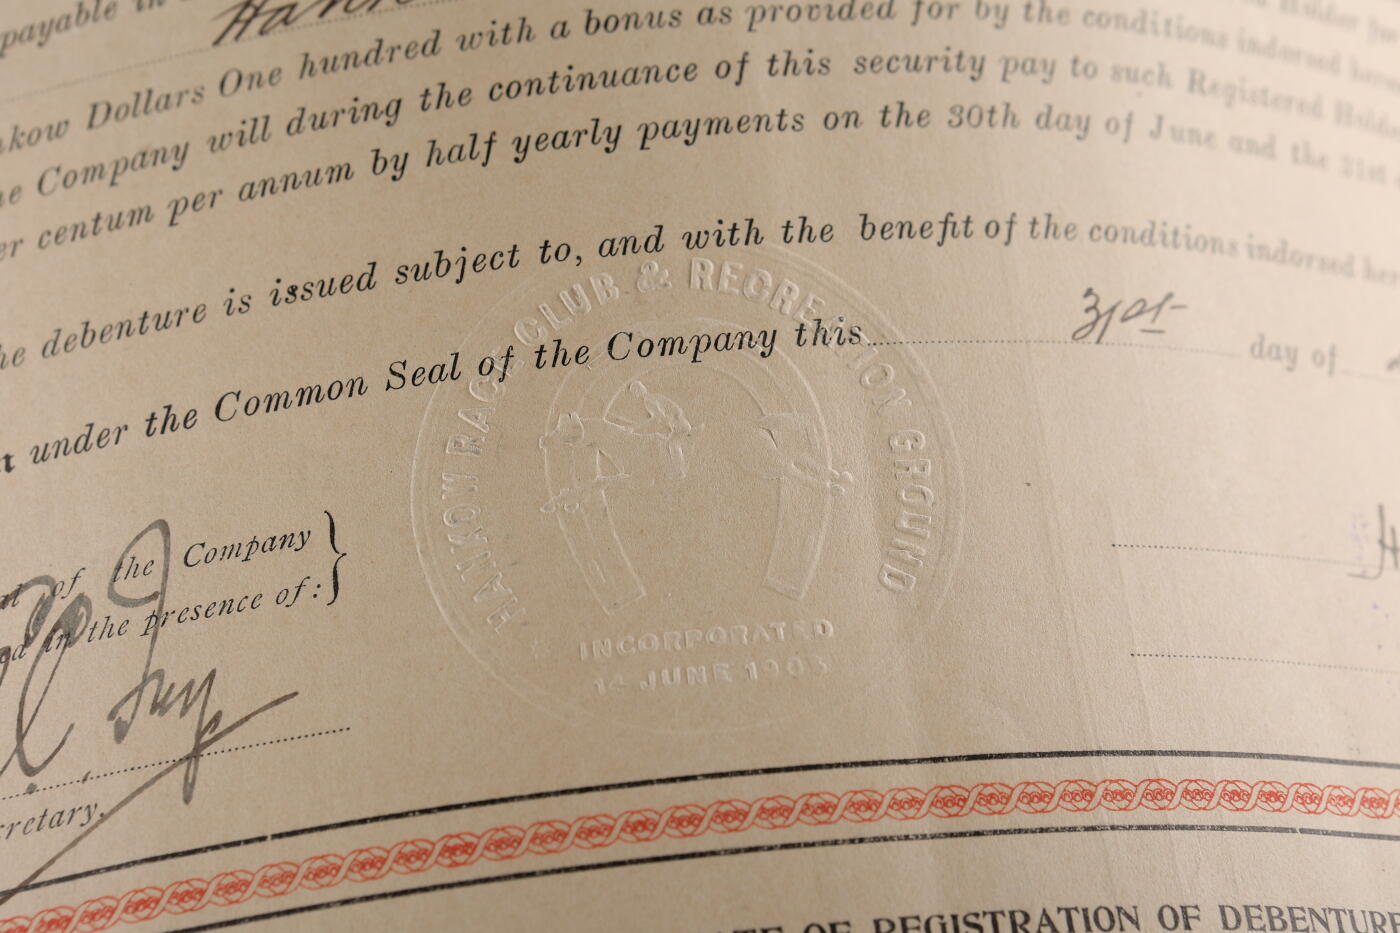 payable in
nkow Dollars One hundred with a bonus as provided for by the conditions indorsed
he Company will during the continuance of this security pay to such Registered
er centum per annum by half yearly payments on the 30th day of June and the 31st
he debenture is issued subject to, and with the benefit of the conditions indorsed
under the Common Seal of the Company this 31st day of
HANKOW RACE CLUB & RECREATION GROUND
INCORPORATED
14 JUNE 1905
of the Company
in the presence of:
cretary.
OF REGISTRATION OF DEBENTURE